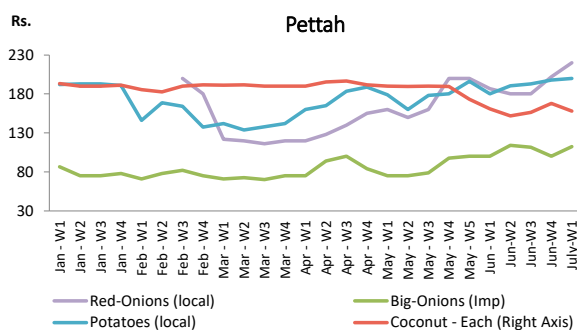 Rs.
Pettah
230
180
130
80
30
Jan - W1
Jan - W2
Jan - W3
Jan - W4
Feb - W1
Feb - W2
Feb - W3
Feb - W4
Mar - W1
Mar - W2
Mar - W3
Mar - W4
Apr - W1
Apr - W2
Apr - W3
Apr - W4
May - W1
May - W2
May - W3
May - W4
May - W5
Jun - W1
Jun-W2
Jun-W3
Jun-W4
July-W1
Red-Onions (local)
Big-Onions (Imp)
Potatoes (local)
Coconut - Each (Right Axis)